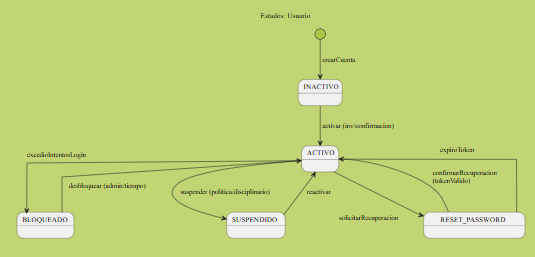 Estados: Usuario
crearCuenta
INACTIVO
activar (inv/confirmacion)
ACTIVO
expiroToken
excedioIntentosLogin
confirmarRecuperacion
(tokenValido)
desbloquear (admin/tiempo)
suspender (politica/disciplinario)
reactivar
solicitarRecuperacion
BLOQUEADO
SUSPENDIDO
RESET_PASSWORD